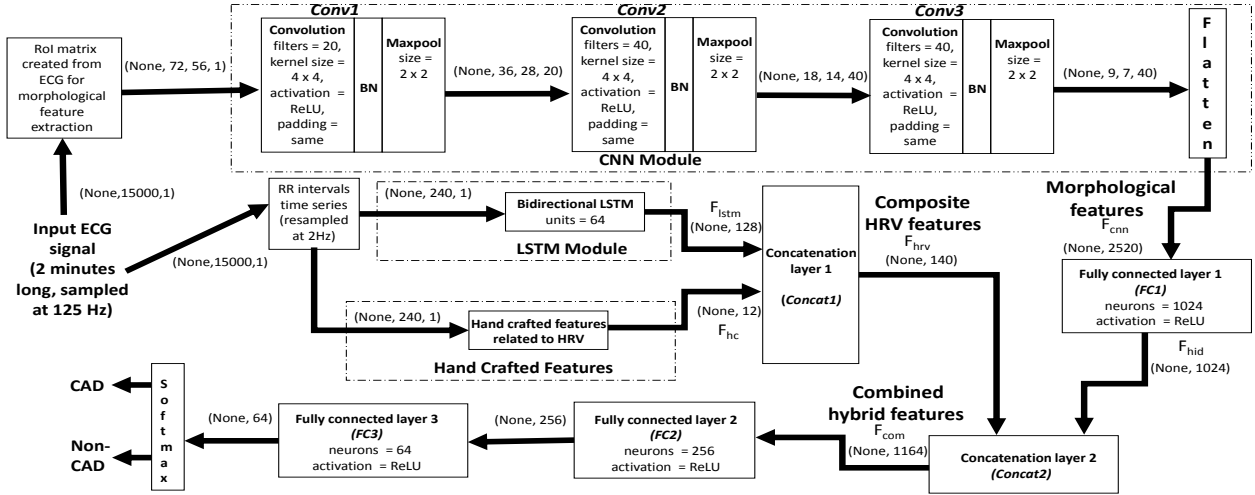 Conv1
Conv2
Conv3
RoI matrix
created from
ECG for
morphological
feature
extraction
(None, 72, 56, 1)
Convolution
filters = 20,
kernel size =
4 x 4,
activation =
ReLU,
padding =
same
BN
Maxpool
size =
2 x 2
(None, 36, 28, 20)
Convolution
filters = 40,
kernel size =
4 x 4,
activation =
ReLU,
padding =
same
BN
Maxpool
size =
2 x 2
(None, 18, 14, 40)
Convolution
filters = 40,
kernel size =
4 x 4,
activation =
ReLU,
padding =
same
BN
Maxpool
size =
2 x 2
(None, 9, 7, 40)
F
l
a
t
t
e
n
CNN Module
(None,15000,1)
Input ECG
signal
(2 minutes
long, sampled
at 125 Hz)
(None,15000,1)
RR intervals
time series
(resampled
at 2Hz)
(None, 240, 1)
Bidirectional LSTM
units = 64
LSTM Module
F_lstm
(None, 128)
(None, 240, 1)
Hand crafted features
related to HRV
Hand Crafted Features
(None, 12)
F_hc
Concatenation
layer 1
(Concat1)
Composite
HRV features
F_hrv
(None, 140)
Morphological
features
F_cnn
(None, 2520)
Fully connected layer 1
(FC1)
neurons = 1024
activation = ReLU
F_hid
(None, 1024)
Concatenation layer 2
(Concat2)
Combined
hybrid features
F_com
(None, 1164)
Fully connected layer 2
(FC2)
neurons = 256
activation = ReLU
(None, 256)
Fully connected layer 3
(FC3)
neurons = 64
activation = ReLU
(None, 64)
S
o
f
t
m
a
x
CAD
Non-
CAD